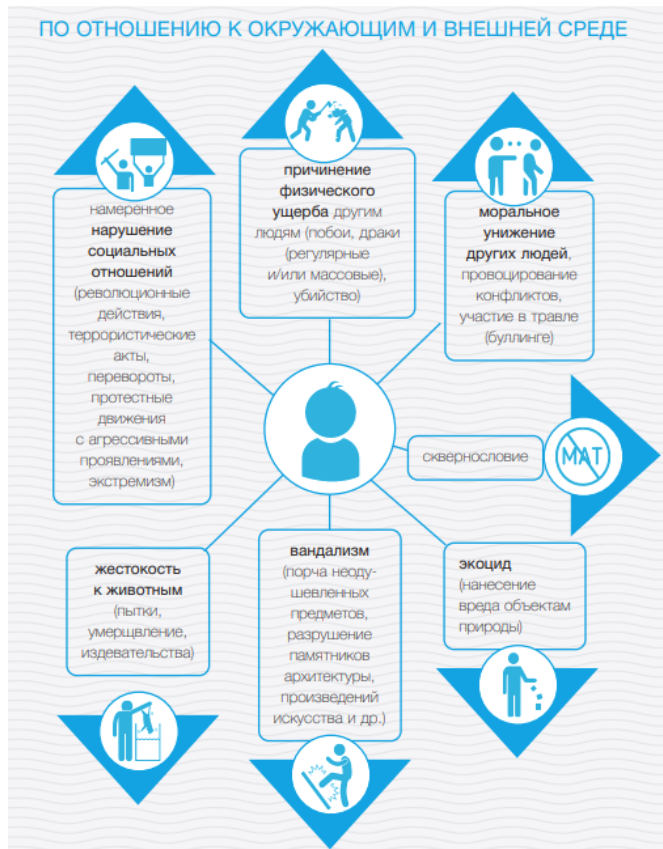 ПО ОТНОШЕНИЮ К ОКРУЖАЮЩИМ И ВНЕШНЕЙ СРЕДЕ
намеренное
нарушение
социальных
отношений
(революционные
действия,
террористические
акты,
перевороты,
протестные
движения
с агрессивными
проявлениями,
экстремизм)
причинение
физического
ущерба другим
людям (побои, драки
(регулярные
и/или массовые),
убийство)
моральное
унижение
других людей,
провоцирование
конфликтов,
участие в травле
(буллинге)
сквернословие
МАТ
жестокость
к животным
(пытки,
умерщвление,
издевательства)
вандализм
(порча неоду-
шевленных
предметов,
разрушение
памятников
архитектуры,
произведений
искусства и др.)
экоцид
(нанесение
вреда объектам
природы)